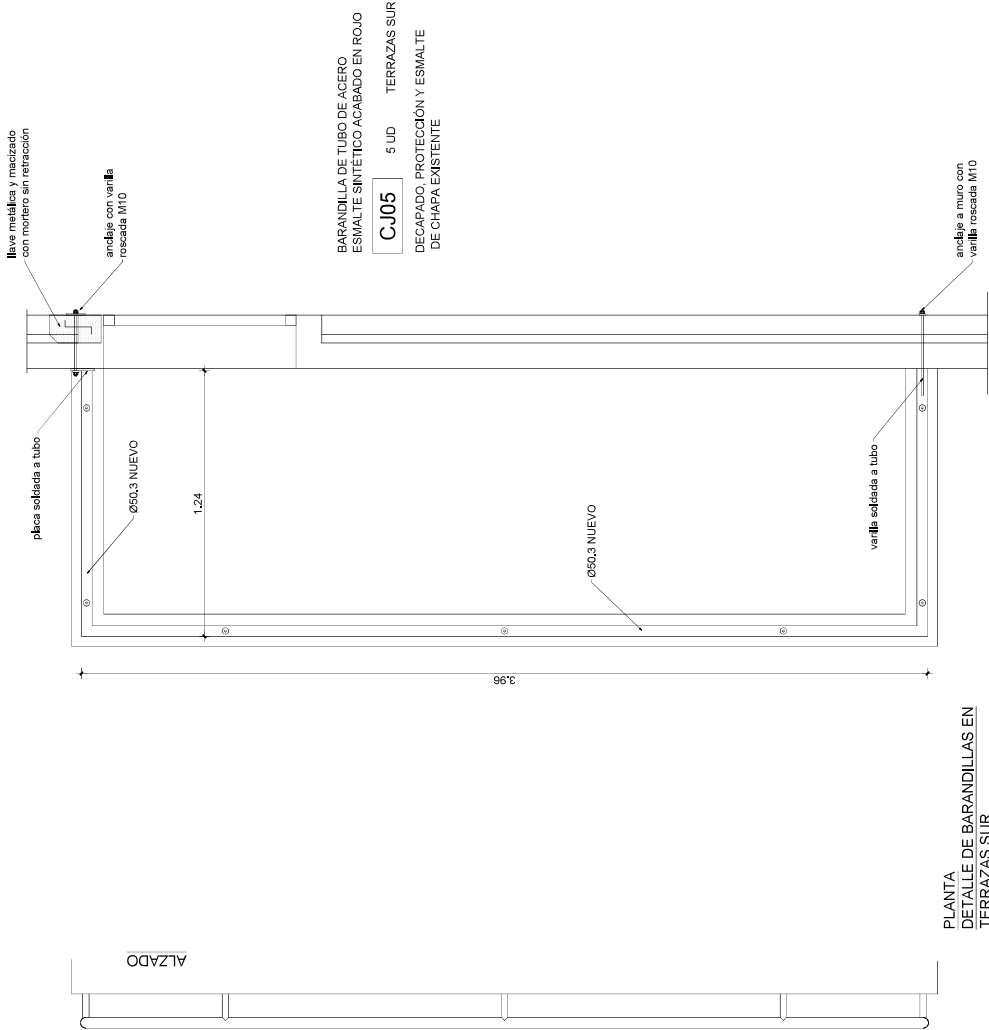 llave metálica y macizado
con mortero sin retracción
anclaje con varilla
roscada M10
placa soldada a tubo
Ø50.3 NUEVO
1.24
BARANDILLA DE TUBO DE ACERO
ESMALTE SINTÉTICO ACABADO EN ROJO
CJ05 5 UD TERRAZAS SUR
DECAPADO, PROTECCIÓN Y ESMALTE
DE CHAPA EXISTENTE
Ø50.3 NUEVO
varilla soldada a tubo
anclaje a muro con
varilla roscada M10
3.96
ALZADO
PLANTA
DETALLE DE BARANDILLAS EN
TERRAZAS SUR